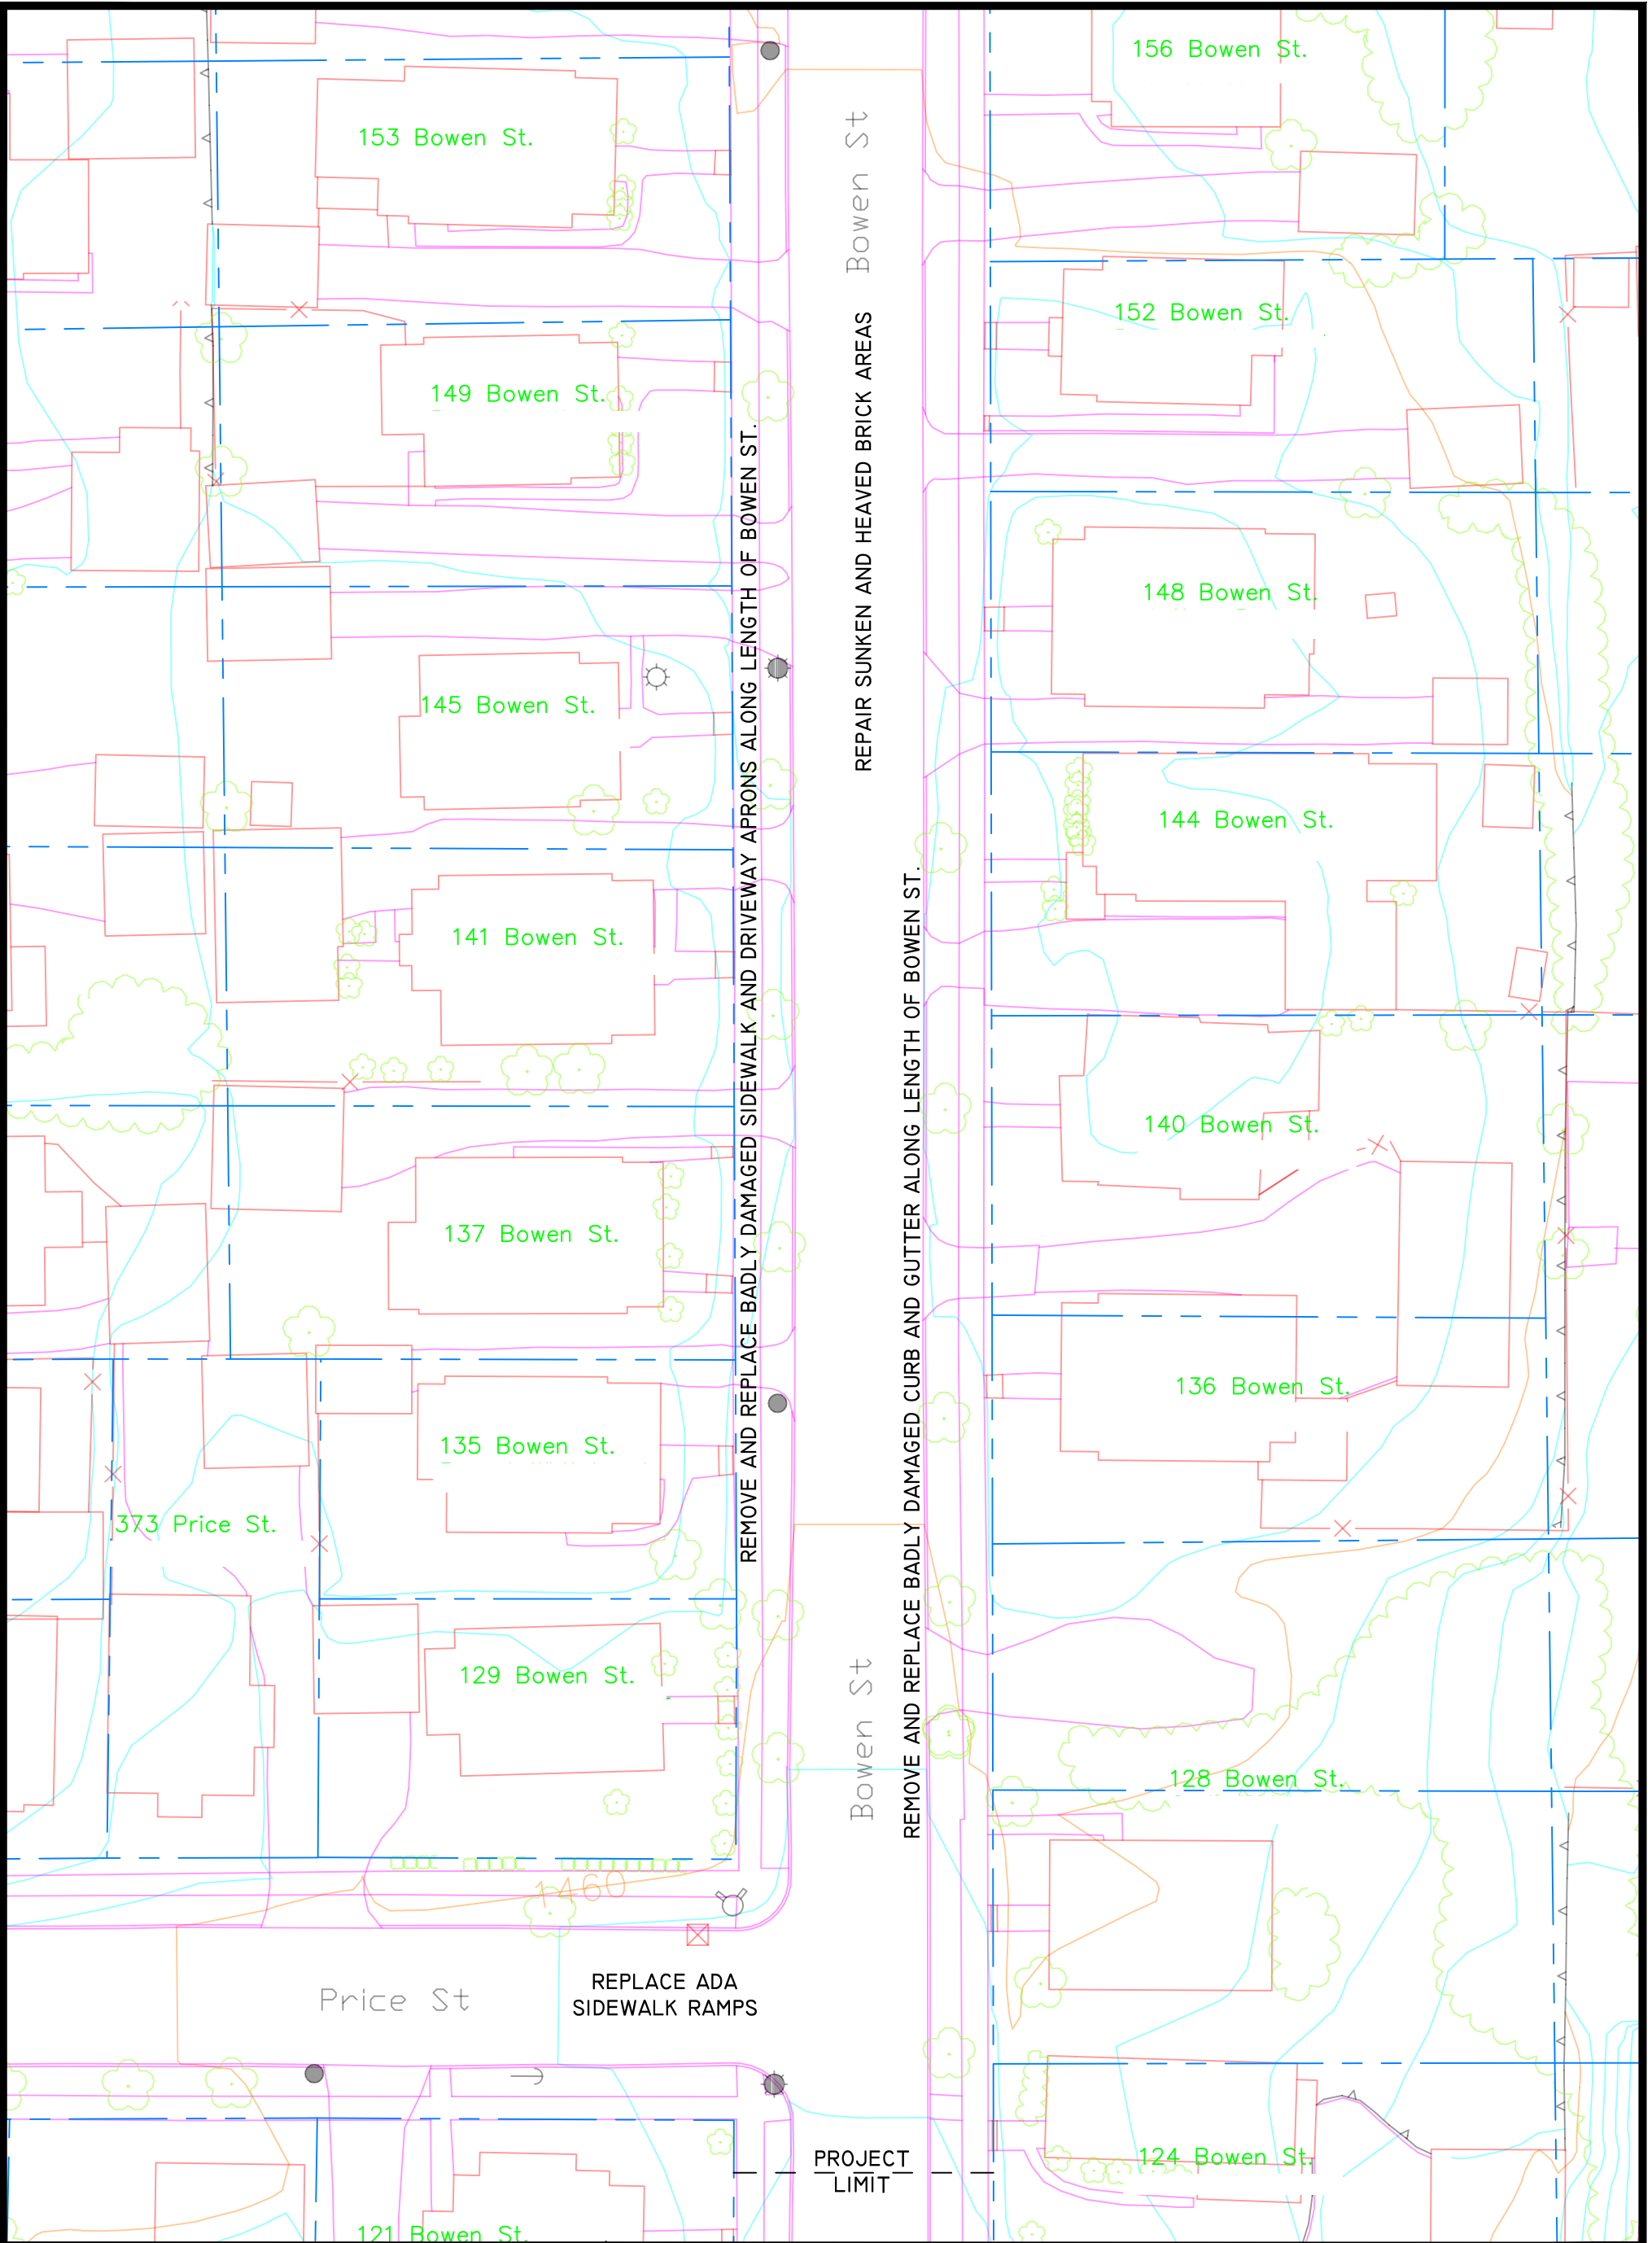 156 Bowen St.
153 Bowen St.
Bowen St
152 Bowen St.
149 Bowen St.
REPAIR SUNKEN AND HEAVED BRICK AREAS
REMOVE AND REPLACE BADLY DAMAGED SIDEWALK AND DRIVEWAY APRONS ALONG LENGTH OF BOWEN ST.
148 Bowen St.
145 Bowen St.
144 Bowen St.
141 Bowen St.
REMOVE AND REPLACE BADLY DAMAGED CURB AND GUTTER ALONG LENGTH OF BOWEN ST.
140 Bowen St.
137 Bowen St.
136 Bowen St.
135 Bowen St.
373 Price St.
129 Bowen St.
Bowen St
128 Bowen St.
1460
Price St
REPLACE ADA
SIDEWALK RAMPS
PROJECT
LIMIT
124 Bowen St.
121 Bowen St.